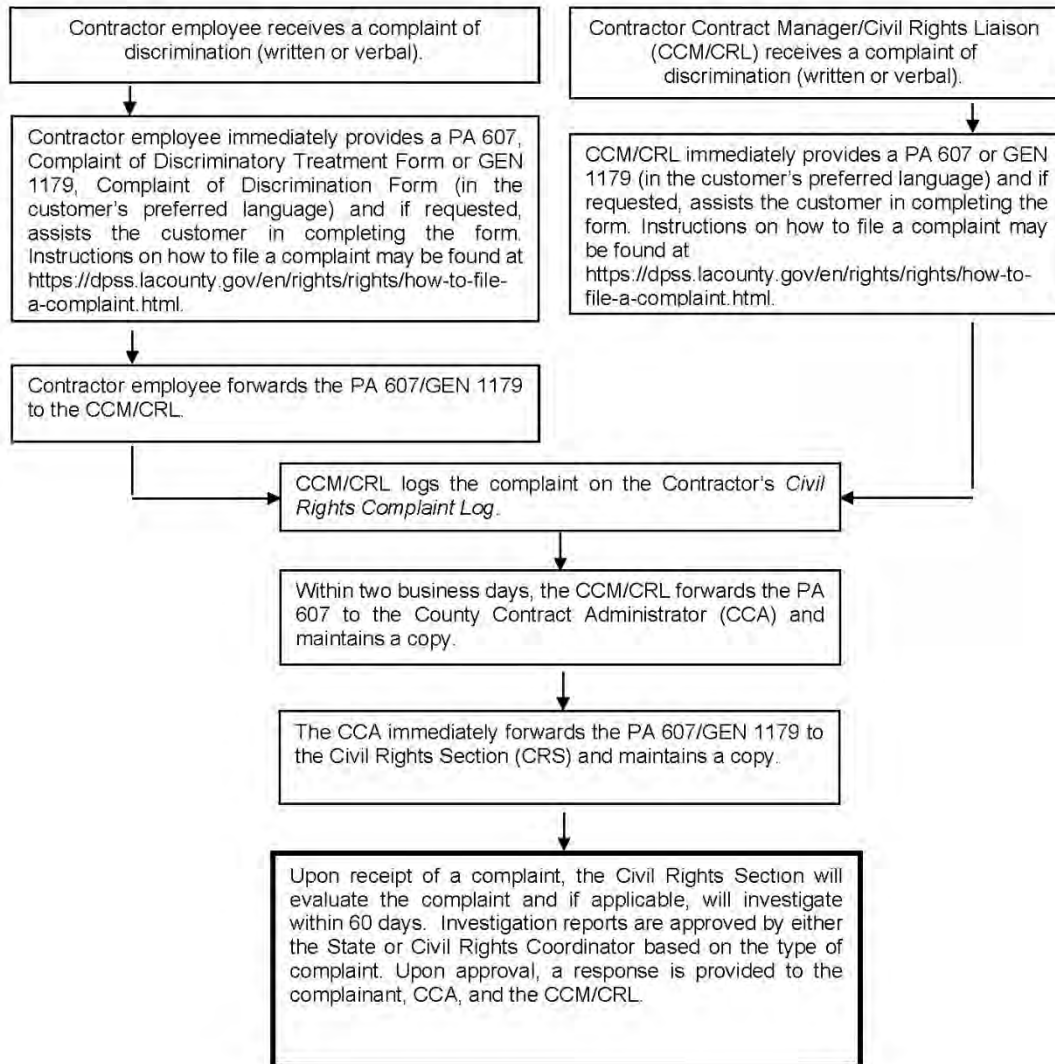 Contractor employee receives a complaint of
discrimination (written or verbal).
Contractor Contract Manager/Civil Rights Liaison
(CCM/CRL) receives a complaint of
discrimination (written or verbal).
Contractor employee immediately provides a PA 607,
Complaint of Discriminatory Treatment Form or GEN
1179, Complaint of Discrimination Form (in the
customer's preferred language) and if requested,
assists the customer in completing the form.
Instructions on how to file a complaint may be found at
https://dpss.lacounty.gov/en/rights/rights/how-to-file-
a-complaint.html.
CCM/CRL immediately provides a PA 607 or GEN
1179 (in the customer's preferred language) and if
requested, assists the customer in completing the
form. Instructions on how to file a complaint may
be found at
https://dpss.lacounty.gov/en/rights/rights/how-to-
file-a-complaint.html.
Contractor employee forwards the PA 607/GEN 1179
to the CCM/CRL.
CCM/CRL logs the complaint on the Contractor's Civil
Rights Complaint Log.
Within two business days, the CCM/CRL forwards the PA
607 to the County Contract Administrator (CCA) and
maintains a copy.
The CCA immediately forwards the PA 607/GEN 1179 to
the Civil Rights Section (CRS) and maintains a copy.
Upon receipt of a complaint, the Civil Rights Section will
evaluate the complaint and if applicable, will investigate
within 60 days. Investigation reports are approved by either
the State or Civil Rights Coordinator based on the type of
complaint. Upon approval, a response is provided to the
complainant, CCA, and the CCM/CRL.